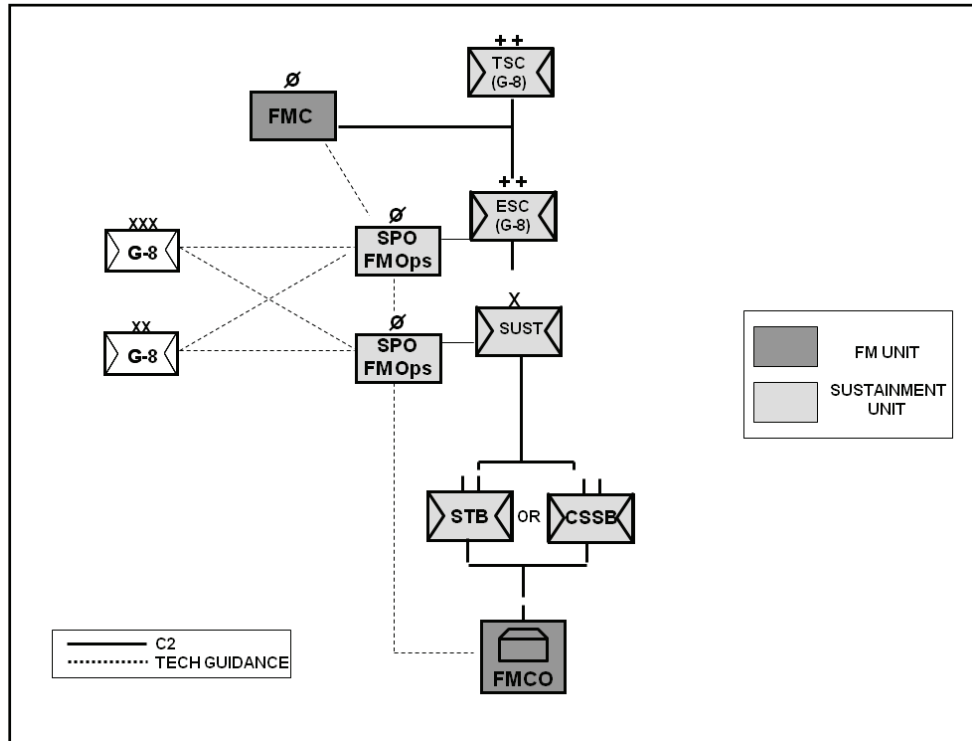 + +
TSC
(G-8)
Ø
FMC
+ +
ESC
(G-8)
Ø
SPO
FM Ops
XXX
G-8
XX
G-8
Ø
SPO
FM Ops
X
SUST
FM UNIT
SUSTAINMENT
UNIT
STB
OR
CSSB
FMCO
C2
TECH GUIDANCE